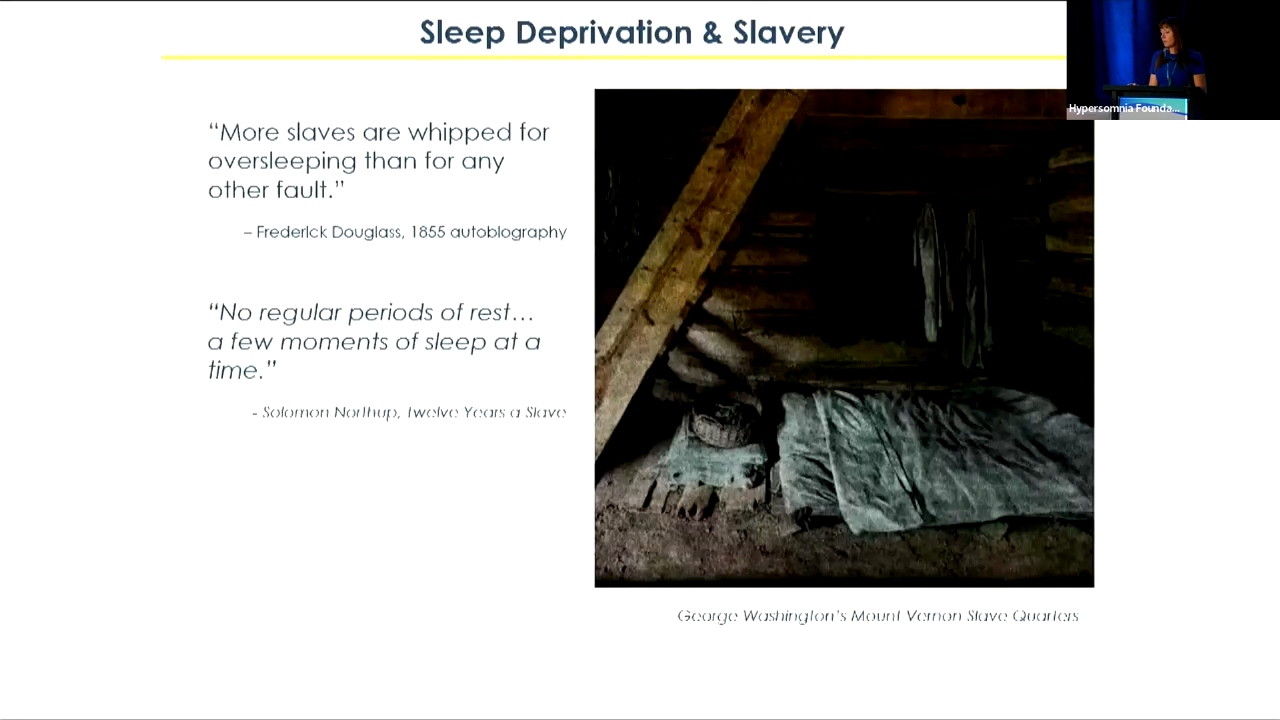 Sleep Deprivation & Slavery
Hypersomnia Founda...
“More slaves are whipped for
oversleeping than for any
other fault.”
– Frederick Douglass, 1855 autobiography
“No regular periods of rest…
a few moments of sleep at a
time.”
- Solomon Northup, Twelve Years a Slave
George Washington’s Mount Vernon Slave Quarters